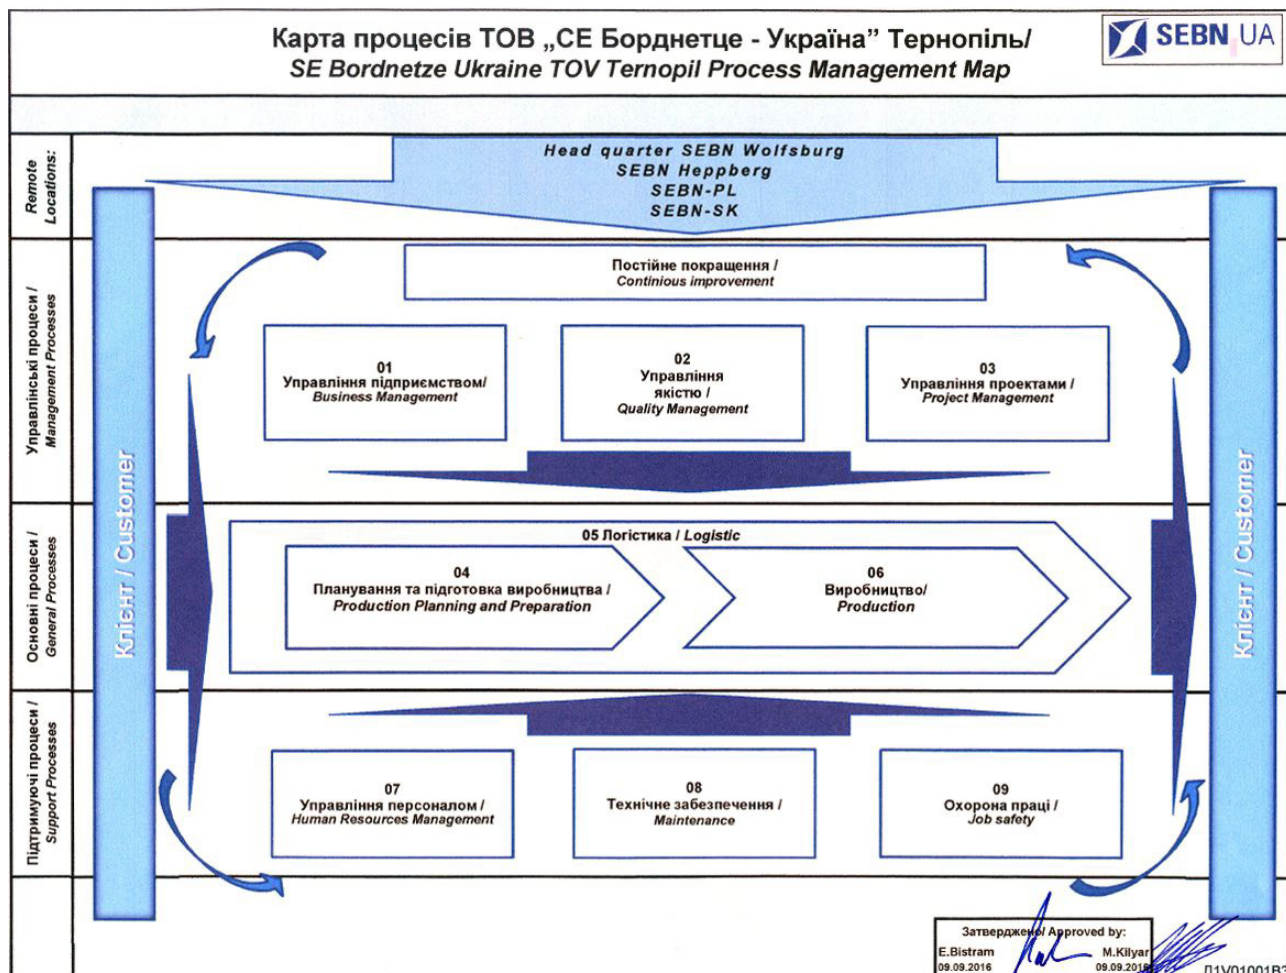 Карта процесів ТОВ „СЕ Борднетце - Україна” Тернопіль/
SE Bordnetze Ukraine TOV Ternopil Process Management Map
SEBN UA
Remote
Locations:
Head quarter SEBN Wolfsburg
SEBN Heppberg
SEBN-PL
SEBN-SK
Управлінські процеси /
Management Processes
Постійне покращення /
Continious improvement
01
Управління підприємством/
Business Management
02
Управління
якістю /
Quality Management
03
Управління проектами /
Project Management
Клієнт / Customer
Клієнт / Customer
Основні процеси /
General Processes
05 Логістика / Logistic
04
Планування та підготовка виробництва /
Production Planning and Preparation
06
Виробництво/
Production
Підтримуючі процеси /
Support Processes
07
Управління персоналом /
Human Resources Management
08
Технічне забезпечення /
Maintenance
09
Охорона праці /
Job safety
Затверджено/ Approved by:
E.Bistram M.Kilyar
09.09.2016 09.09.2016